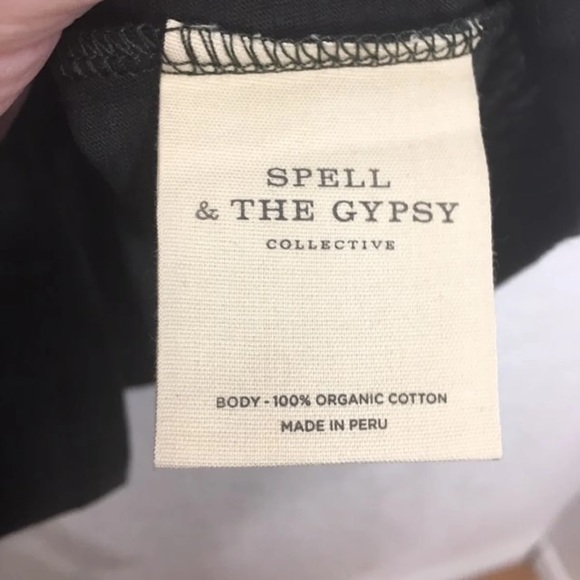 SPELL
& THE GYPSY
COLLECTIVE
BODY - 100% ORGANIC COTTON
MADE IN PERU